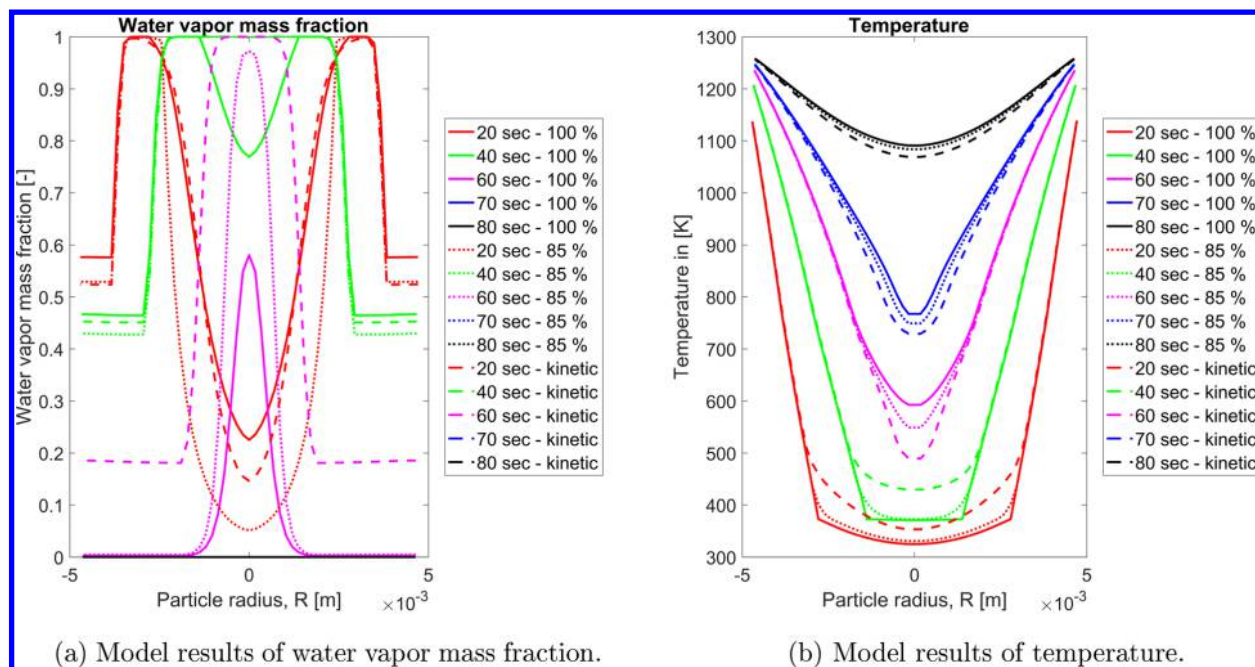 Water vapor mass fraction
1
0.9
0.8
0.7
0.6
0.5
0.4
0.3
0.2
0.1
0
Water vapor mass fraction [-]
-5
0
5
×10⁻³
Particle radius, R [m]
20 sec - 100 %
40 sec - 100 %
60 sec - 100 %
70 sec - 100 %
80 sec - 100 %
20 sec - 85 %
40 sec - 85 %
60 sec - 85 %
70 sec - 85 %
80 sec - 85 %
20 sec - kinetic
40 sec - kinetic
60 sec - kinetic
70 sec - kinetic
80 sec - kinetic
(a) Model results of water vapor mass fraction.
Temperature
1300
1200
1100
1000
900
800
700
600
500
400
300
Temperature in [K]
-5
0
5
×10⁻³
Particle radius, R [m]
20 sec - 100 %
40 sec - 100 %
60 sec - 100 %
70 sec - 100 %
80 sec - 100 %
20 sec - 85 %
40 sec - 85 %
60 sec - 85 %
70 sec - 85 %
80 sec - 85 %
20 sec - kinetic
40 sec - kinetic
60 sec - kinetic
70 sec - kinetic
80 sec - kinetic
(b) Model results of temperature.